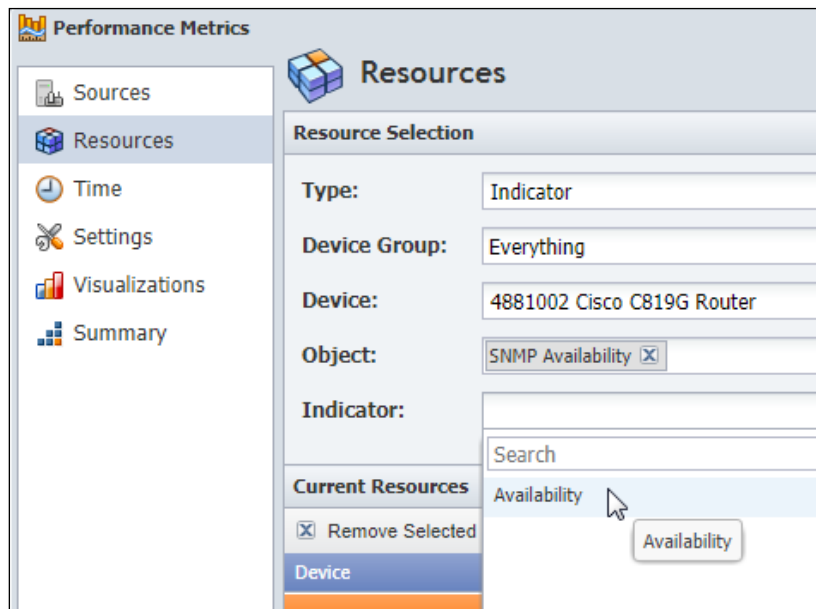 Performance Metrics
Sources
Resources
Time
Settings
Visualizations
Summary
Resources
Resource Selection
Type: Indicator
Device Group: Everything
Device: 4881002 Cisco C819G Router
Object: SNMP Availability
Indicator:
Search
Availability
Availability
Current Resources
Remove Selected
Device